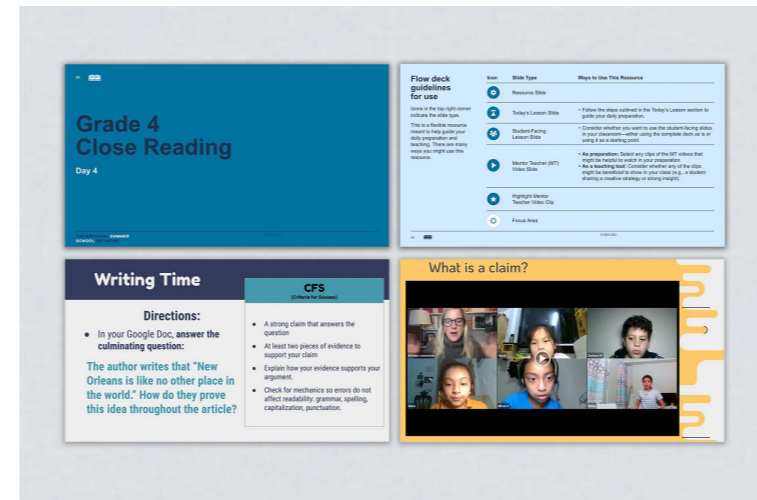 Grade 4
Close Reading
Day 4
THE NATIONAL SUMMER
SCHOOL
Flow deck
guidelines
for use
Icons in the top right corner
indicate the slide type.
This is a flexible resource
meant to help guide your
daily preparation and
teaching. There are many
ways you might use this
resource.
Icon Slide Type Ways to Use This Resource
Resource Slide
Today's Lesson Slide
• Follow the steps outlined in the Today's Lesson section to
guide your daily preparation.
Student-Facing
Lesson Slide
• Consider whether you want to use the student-facing slides
in your classroom—either using the complete deck as is or
using it as a starting point.
Mentor Teacher (MT)
Video Slide
• As preparation: Select any clips of the MT videos that
might be helpful to watch in your preparation.
• As a teaching tool: Consider whether any of the clips
might be beneficial to show in your class (e.g., a student
sharing a creative strategy or strong insight).
Highlight Mentor
Teacher Video Clip
Focus Area
Writing Time
Directions:
• In your Google Doc, answer the
culminating question:
The author writes that "New
Orleans is like no other place in
the world." How do they prove
this idea throughout the article?
CFS
(Criteria for Success)
• A strong claim that answers the
question
• At least two pieces of evidence to
support your claim
• Explain how your evidence supports your
argument.
• Check for mechanics so errors do not
affect readability: grammar, spelling,
capitalization, punctuation.
What is a claim?